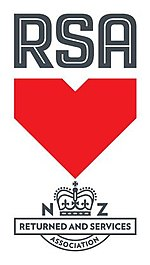 RSA
N Z
RETURNED AND SERVICES
ASSOCIATION